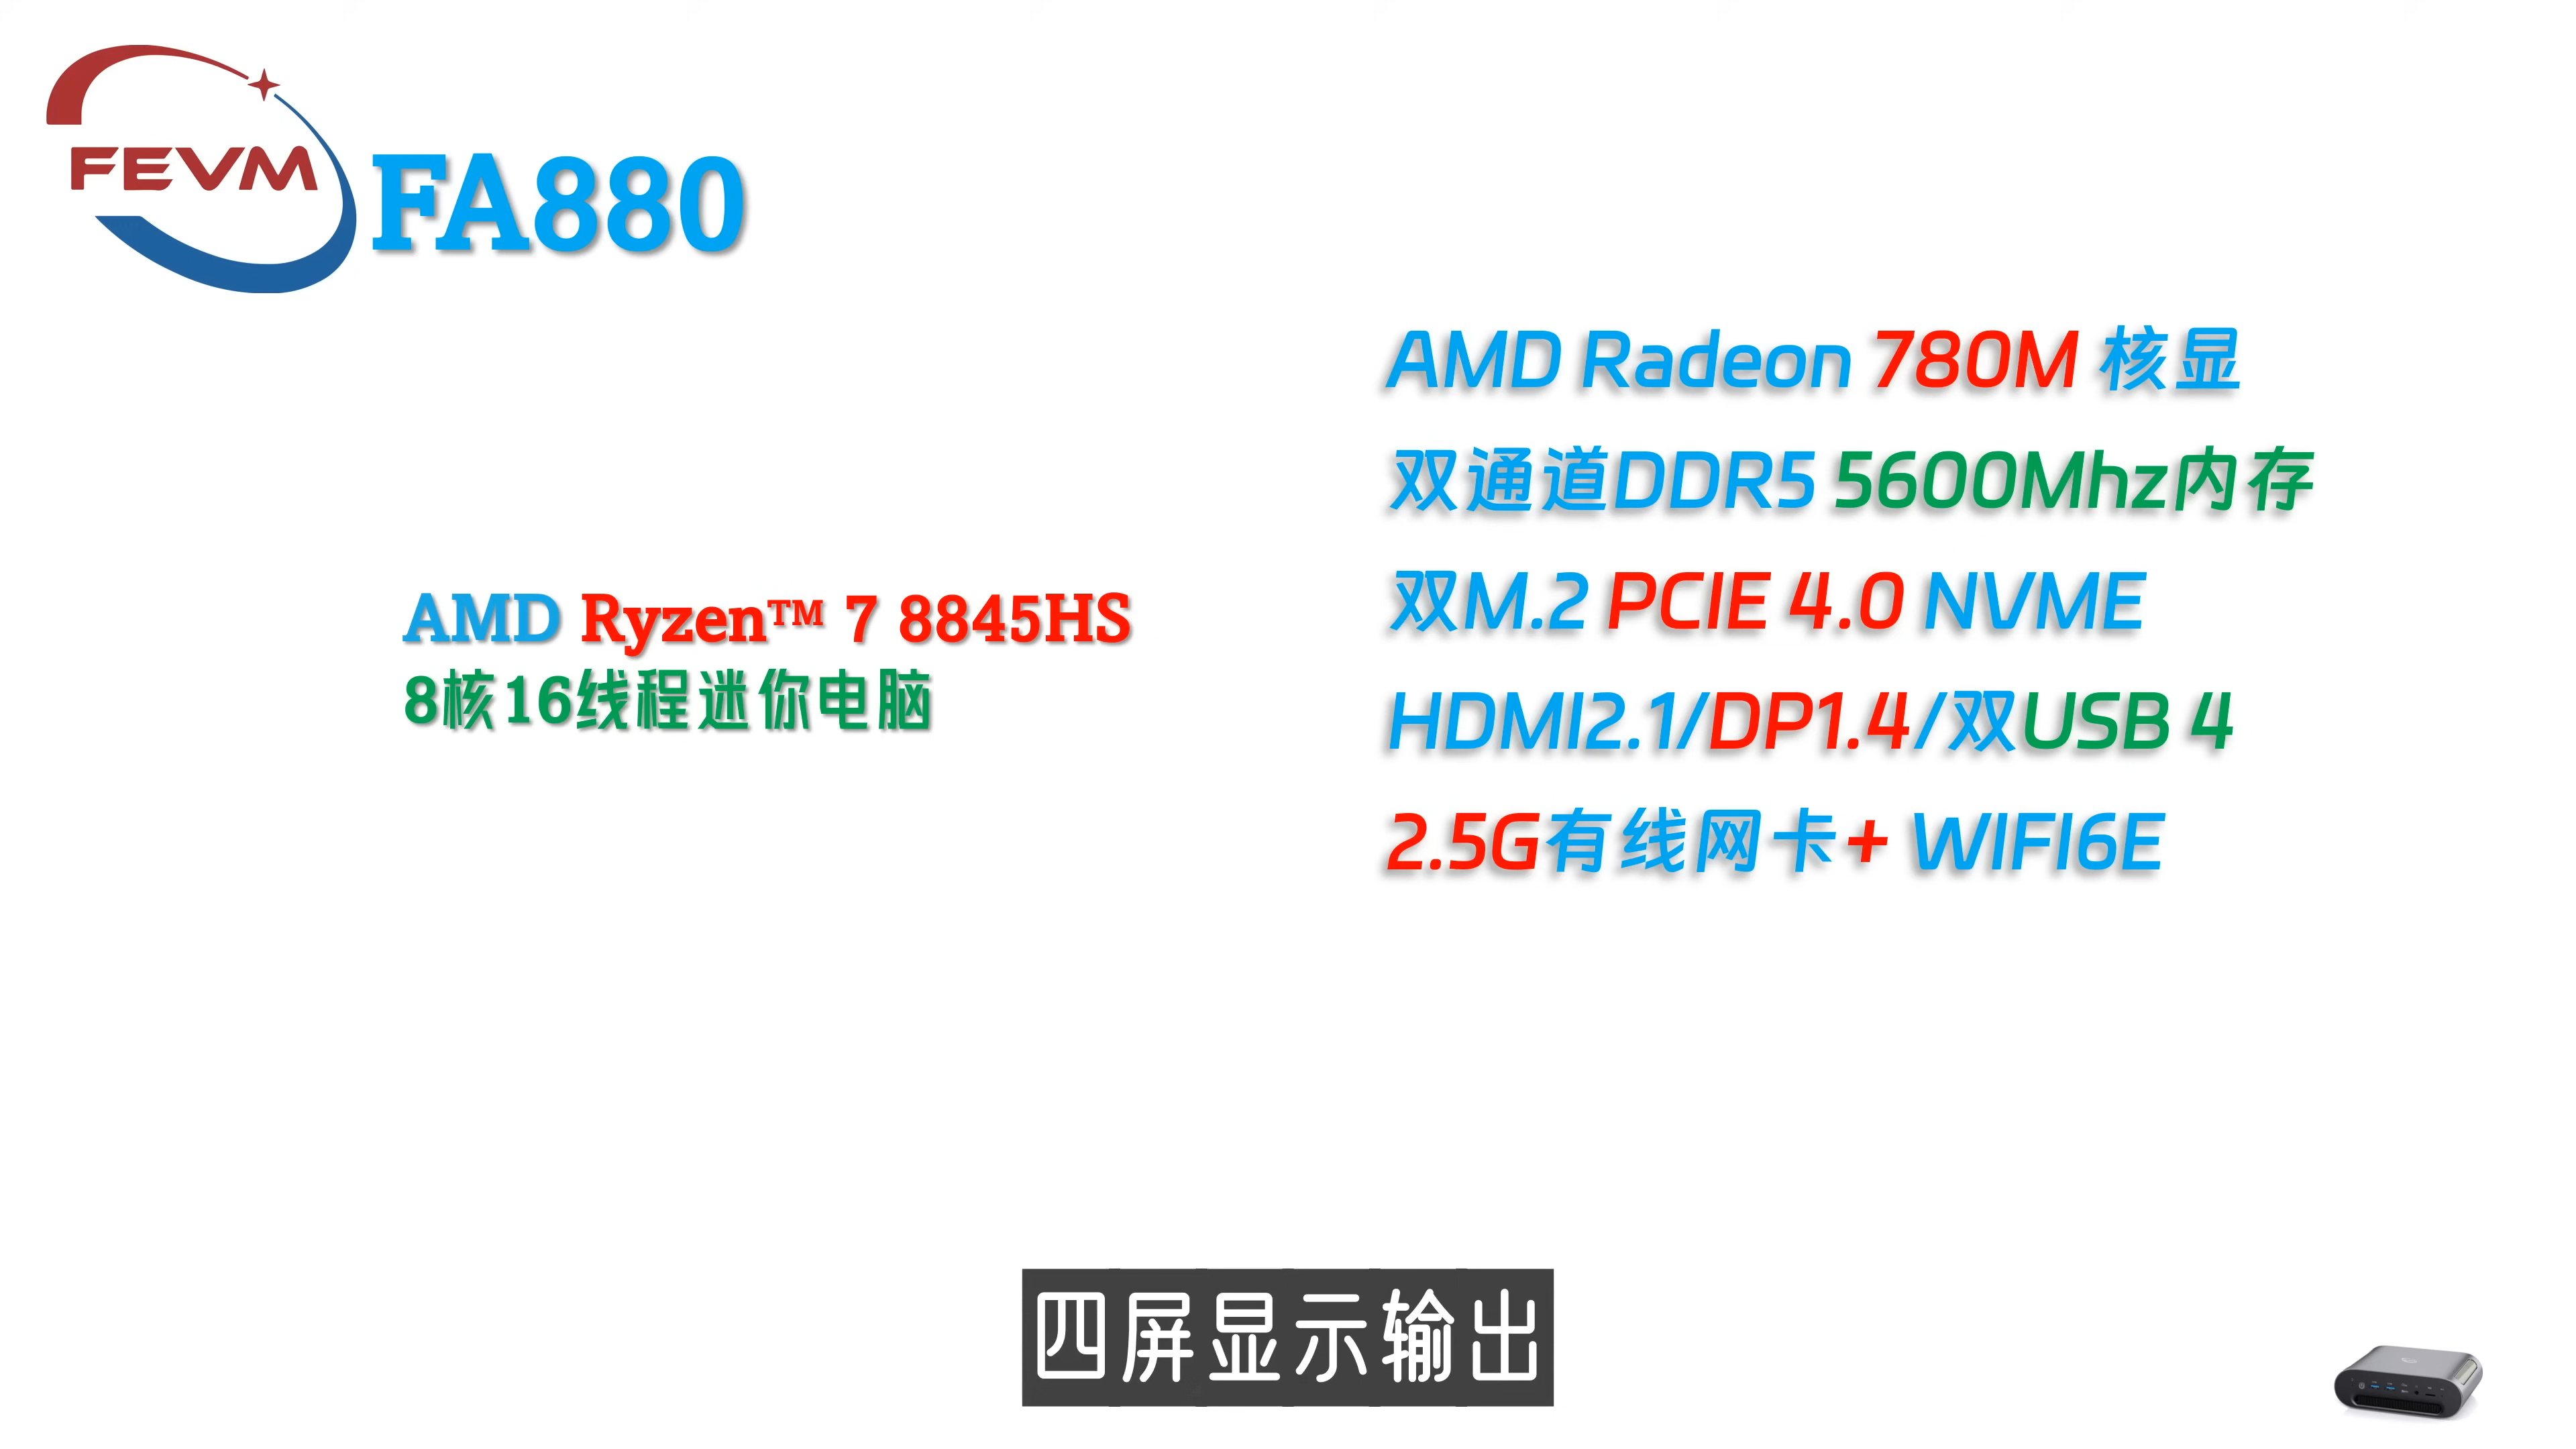 FEVM
FA880
AMD Ryzen™ 7 8845HS
8核16线程迷你电脑
AMD Radeon 780M 核显
双通道DDR5 5600Mhz内存
双M.2 PCIE 4.0 NVME
HDMI2.1/DP1.4/双USB 4
2.5G有线网卡+ WIFI6E
四屏显示输出